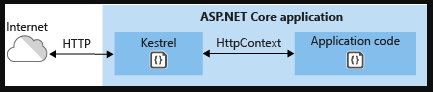 ASP.NET Core application
Internet
HTTP
Kestrel
{}
HttpContext
Application code
{}